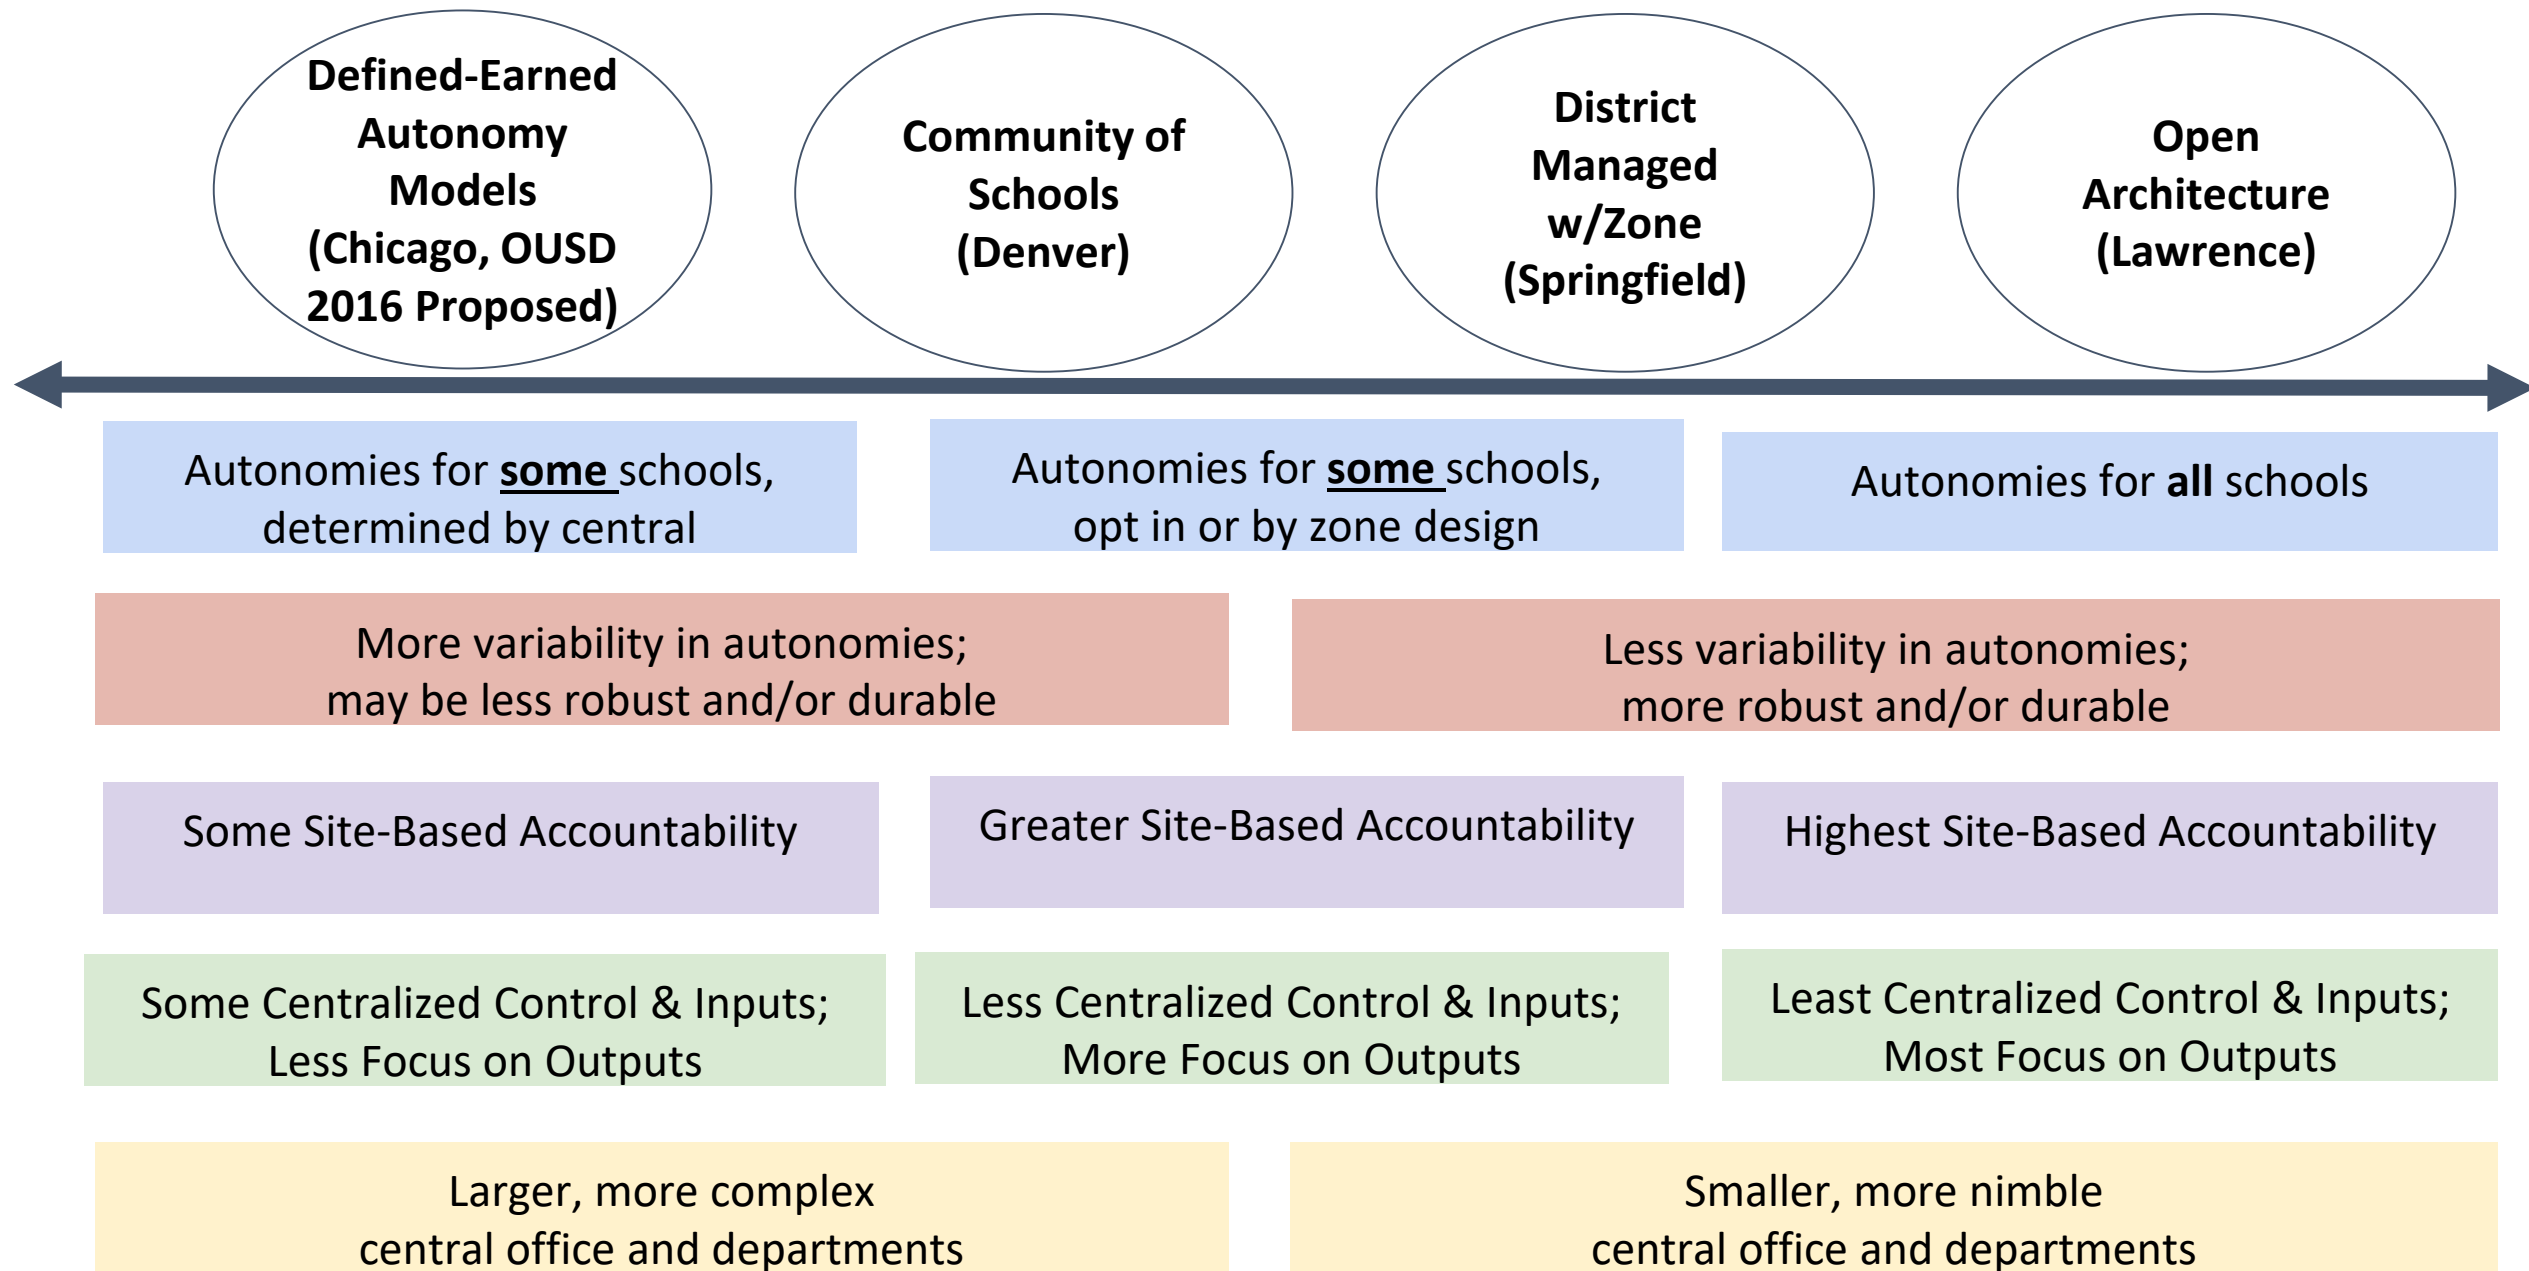 Defined-Earned
Autonomy
Models
(Chicago, OUSD
2016 Proposed)
Community of
Schools
(Denver)
District
Managed
w/Zone
(Springfield)
Open
Architecture
(Lawrence)
Autonomies for some schools,
determined by central
Autonomies for some schools,
opt in or by zone design
Autonomies for all schools
More variability in autonomies;
may be less robust and/or durable
Less variability in autonomies;
more robust and/or durable
Some Site-Based Accountability
Greater Site-Based Accountability
Highest Site-Based Accountability
Some Centralized Control & Inputs;
Less Focus on Outputs
Less Centralized Control & Inputs;
More Focus on Outputs
Least Centralized Control & Inputs;
Most Focus on Outputs
Larger, more complex
central office and departments
Smaller, more nimble
central office and departments